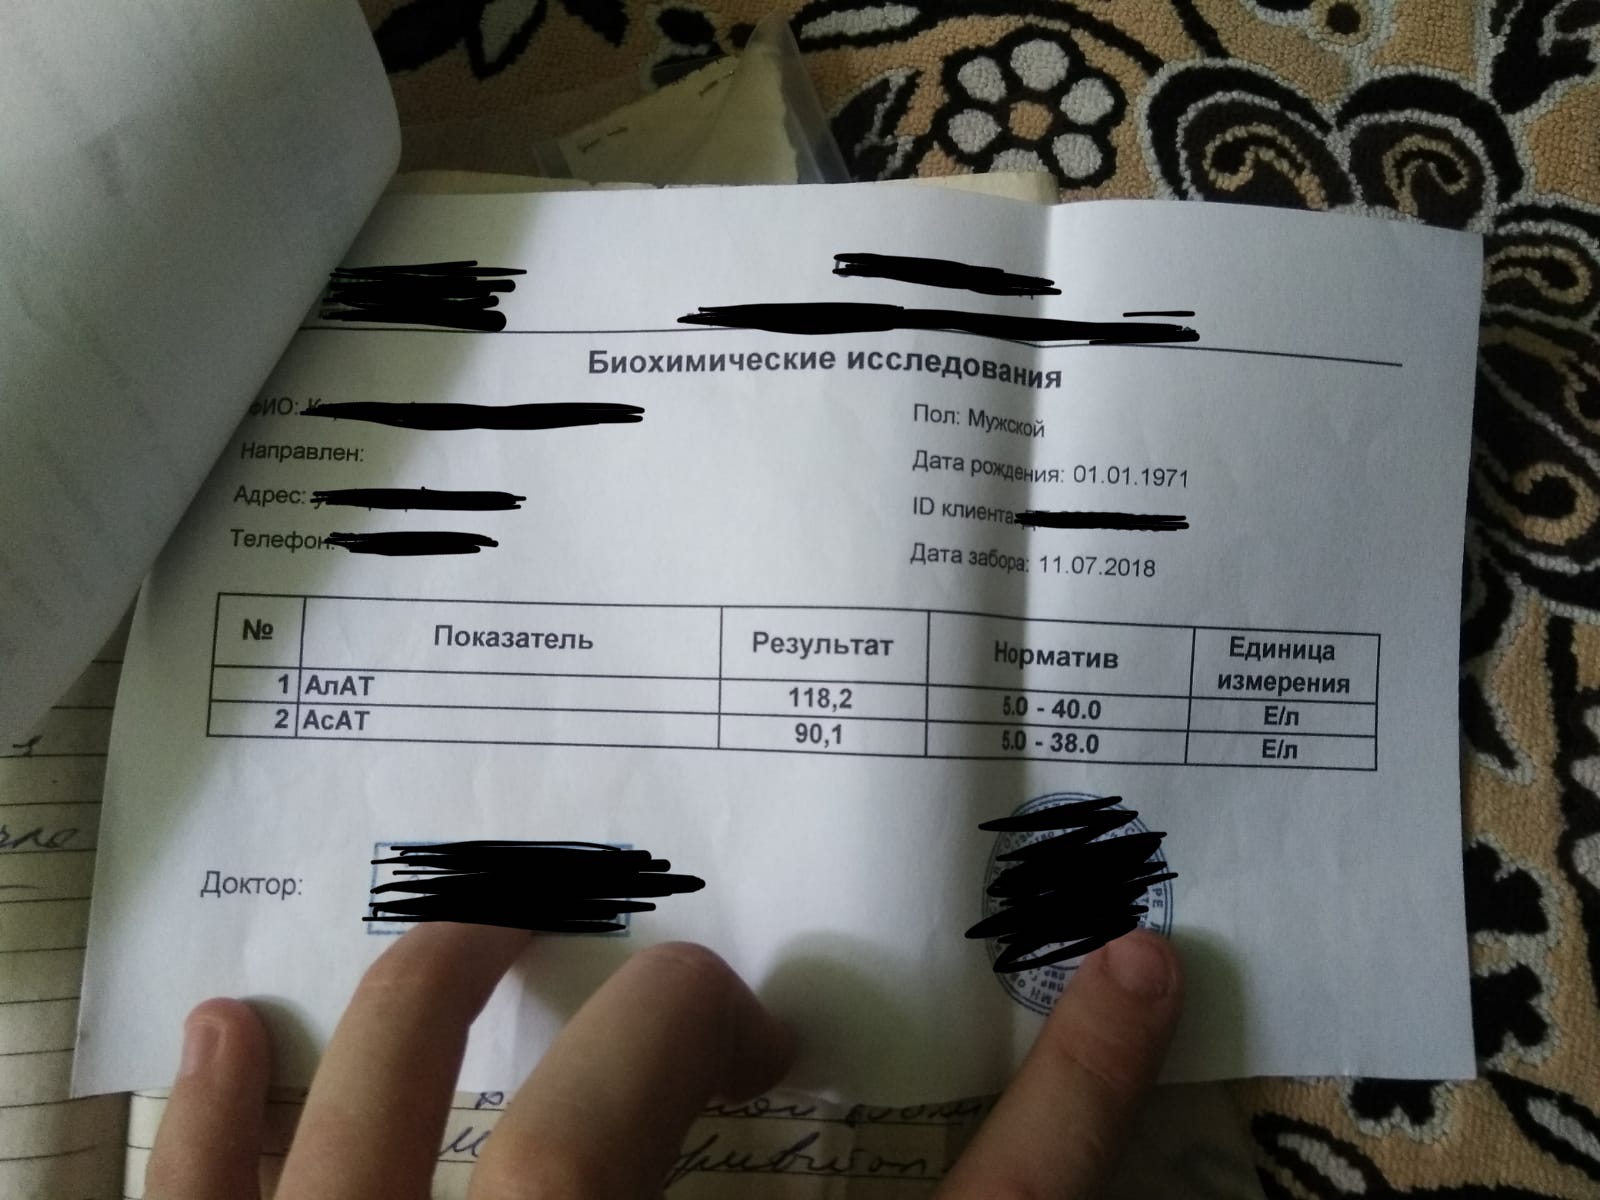 Биохимические исследования
ФИО:
Пол: Мужской
Направлен:
Дата рождения: 01.01.1971
Адрес:
ID клиента
Телефон:
Дата забора: 11.07.2018
№ Показатель Результат Норматив Единица измерения
1 АлАТ 118,2 5.0 - 40.0 Е/л
2 АсАТ 90,1 5.0 - 38.0 Е/л
Доктор: